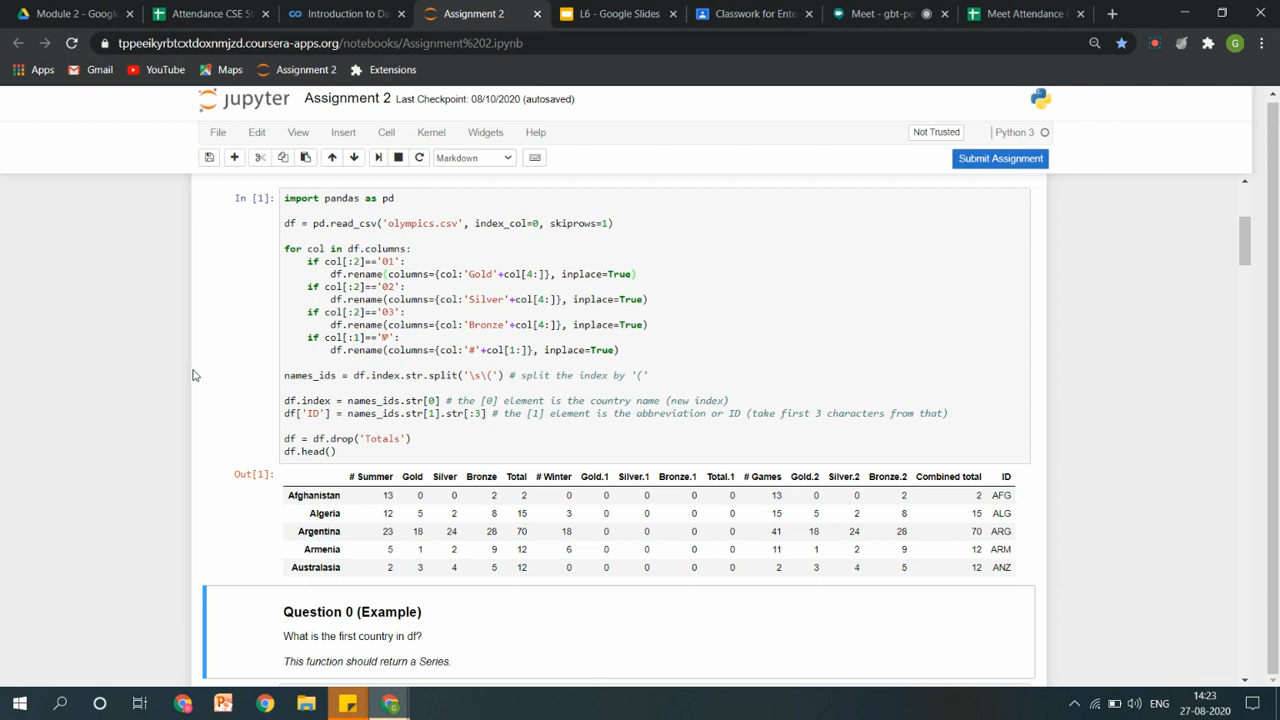 Module 2 - Googl
Attendance CSE 5t
Introduction to Da
Assignment 2
L6 - Google Slides
Classwork for Ente
Meet - gbt-pe
Meet Attendance
tppeeikyrbtcxtdoxnmjzd.coursera-apps.org/notebooks/Assignment%202.ipynb
G
Apps Gmail YouTube Maps Assignment 2 Extensions
jupyter Assignment 2 Last Checkpoint: 08/10/2020 (autosaved)
File Edit View Insert Cell Kernel Widgets Help Not Trusted Python 3
Markdown Submit Assignment
In [1]: import pandas as pd
df = pd.read_csv('olympics.csv', index_col=0, skiprows=1)
for col in df.columns:
if col[:2]=='01':
df.rename(columns={col:'Gold'+col[4:]}, inplace=True)
if col[:2]=='02':
df.rename(columns={col:'Silver'+col[4:]}, inplace=True)
if col[:2]=='03':
df.rename(columns={col:'Bronze'+col[4:]}, inplace=True)
if col[:1]=='№':
df.rename(columns={col:'#'+col[1:]}, inplace=True)
names_ids = df.index.str.split('\s\(') # split the index by '('
df.index = names_ids.str[0] # the [0] element is the country name (new index)
df['ID'] = names_ids.str[1].str[:3] # the [1] element is the abbreviation or ID (take first 3 characters from that)
df = df.drop('Totals')
df.head()
Out[1]: # Summer Gold Silver Bronze Total # Winter Gold.1 Silver.1 Bronze.1 Total.1 # Games Gold.2 Silver.2 Bronze.2 Combined total ID
Afghanistan 13 0 0 2 2 0 0 0 0 0 13 0 0 2 2 AFG
Algeria 12 5 2 8 15 3 0 0 0 0 15 5 2 8 15 ALG
Argentina 23 18 24 28 70 18 0 0 0 0 41 18 24 28 70 ARG
Armenia 5 1 2 9 12 6 0 0 0 0 11 1 2 9 12 ARM
Australasia 2 3 4 5 12 0 0 0 0 0 2 3 4 5 12 ANZ
Question 0 (Example)
What is the first country in df?
This function should return a Series.
ENG
14:23
27-08-2020